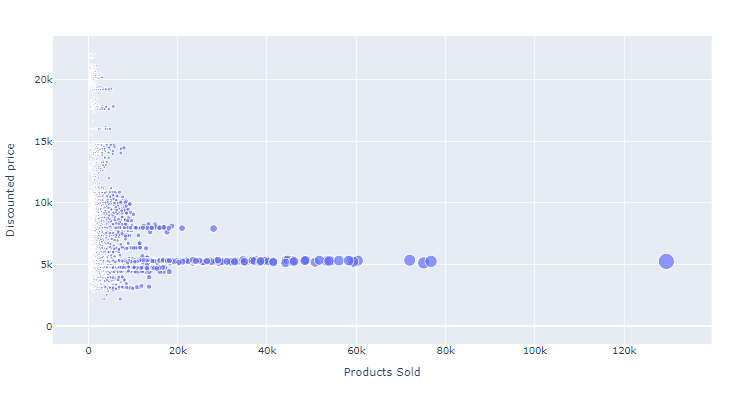 20k
15k
10k
5k
0
0 20k 40k 60k 80k 100k 120k
Discounted price
Products Sold